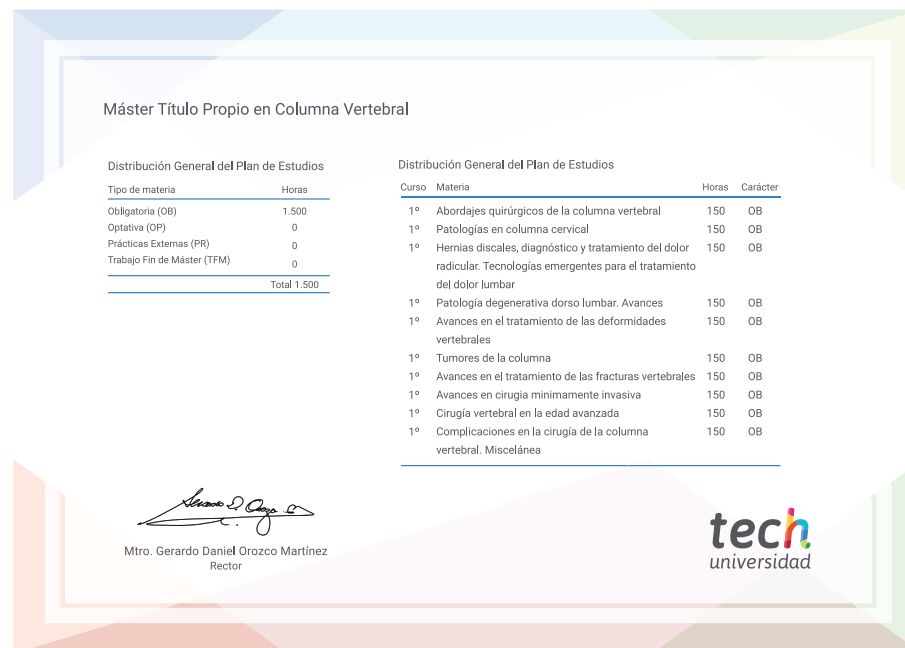 Máster Título Propio en Columna Vertebral
Distribución General del Plan de Estudios
Tipo de materia Horas
Obligatoria (OB) 1.500
Optativa (OP) 0
Prácticas Externas (PR) 0
Trabajo Fin de Máster (TFM) 0
Total 1.500
Distribución General del Plan de Estudios
Curso Materia Horas Carácter
1º Abordajes quirúrgicos de la columna vertebral 150 OB
1º Patologías en columna cervical 150 OB
1º Hernias discales, diagnóstico y tratamiento del dolor 150 OB
radicular. Tecnologías emergentes para el tratamiento
del dolor lumbar
1º Patología degenerativa dorso lumbar. Avances 150 OB
1º Avances en el tratamiento de las deformidades 150 OB
vertebrales
1º Tumores de la columna 150 OB
1º Avances en el tratamiento de las fracturas vertebrales 150 OB
1º Avances en cirugia minimamente invasiva 150 OB
1º Cirugía vertebral en la edad avanzada 150 OB
1º Complicaciones en la cirugía de la columna 150 OB
vertebral. Miscelánea
Mtro. Gerardo Daniel Orozco Martínez
Rector
tech
universidad